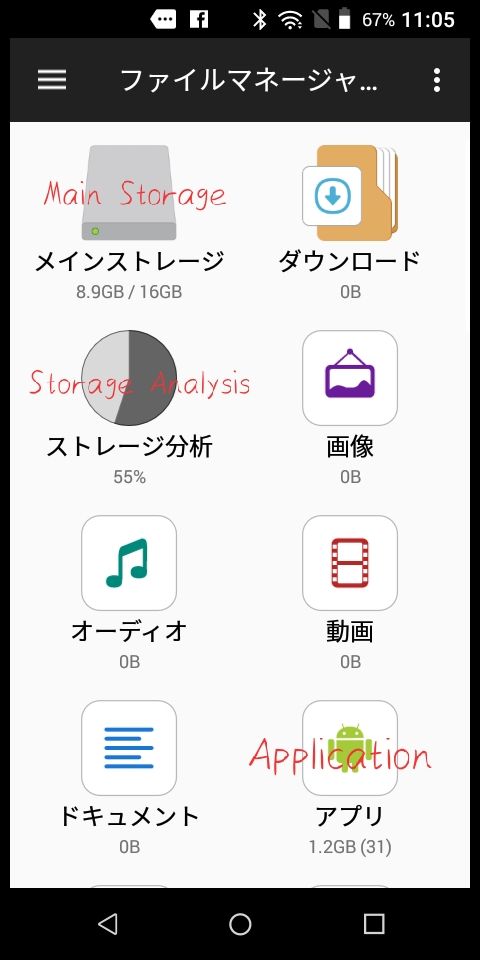 67% 11:05
ファイルマネージャ...
Main Storage
メインストレージ
8.9GB / 16GB
ダウンロード
0B
Storage Analysis
ストレージ分析
55%
画像
0B
オーディオ
0B
動画
0B
ドキュメント
0B
Application
アプリ
1.2GB (31)